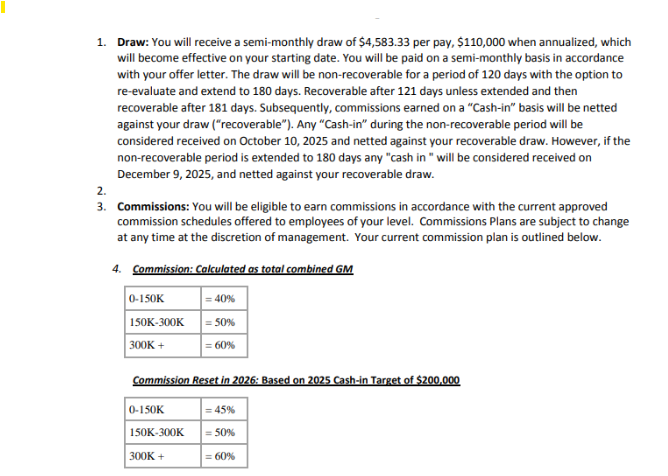 1. Draw: You will receive a semi-monthly draw of $4,583.33 per pay, $110,000 when annualized, which
will become effective on your starting date. You will be paid on a semi-monthly basis in accordance
with your offer letter. The draw will be non-recoverable for a period of 120 days with the option to
re-evaluate and extend to 180 days. Recoverable after 121 days unless extended and then
recoverable after 181 days. Subsequently, commissions earned on a “Cash-in” basis will be netted
against your draw (“recoverable”). Any “Cash-in” during the non-recoverable period will be
considered received on October 10, 2025 and netted against your recoverable draw. However, if the
non-recoverable period is extended to 180 days any "cash in " will be considered received on
December 9, 2025, and netted against your recoverable draw.
2.
3. Commissions: You will be eligible to earn commissions in accordance with the current approved
commission schedules offered to employees of your level. Commissions Plans are subject to change
at any time at the discretion of management. Your current commission plan is outlined below.
4. Commission: Calculated as total combined GM
0-150K = 40%
150K-300K = 50%
300K + = 60%
Commission Reset in 2026: Based on 2025 Cash-in Target of $200,000
0-150K = 45%
150K-300K = 50%
300K + = 60%